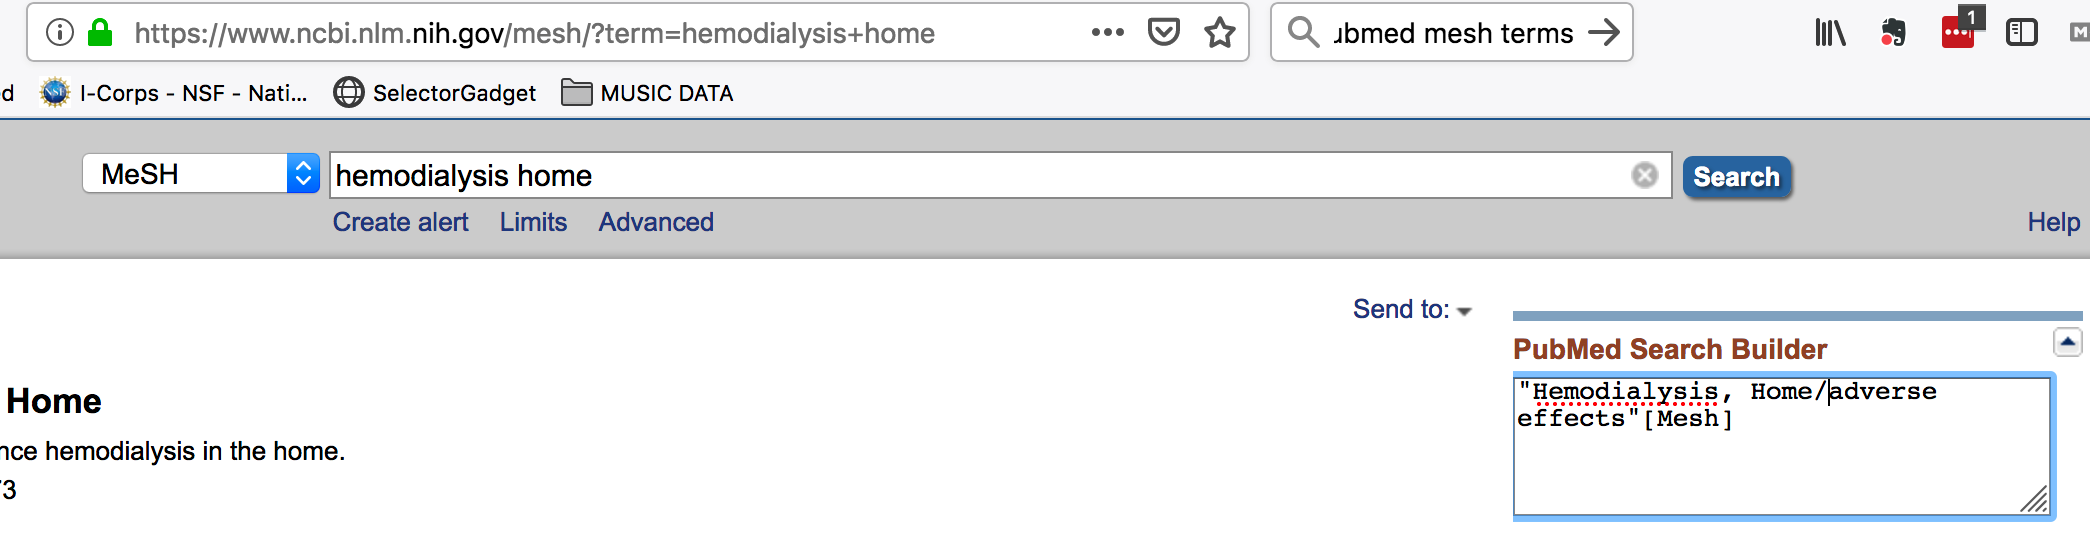 https://www.ncbi.nlm.nih.gov/mesh/?term=hemodialysis+home
ubmed mesh terms
1
I-Corps - NSF - Nati...
SelectorGadget
MUSIC DATA
MeSH
hemodialysis home
Search
Create alert
Limits
Advanced
Help
Send to:
PubMed Search Builder
"Hemodialysis, Home/adverse
effects"[Mesh]
Home
nce hemodialysis in the home.
73